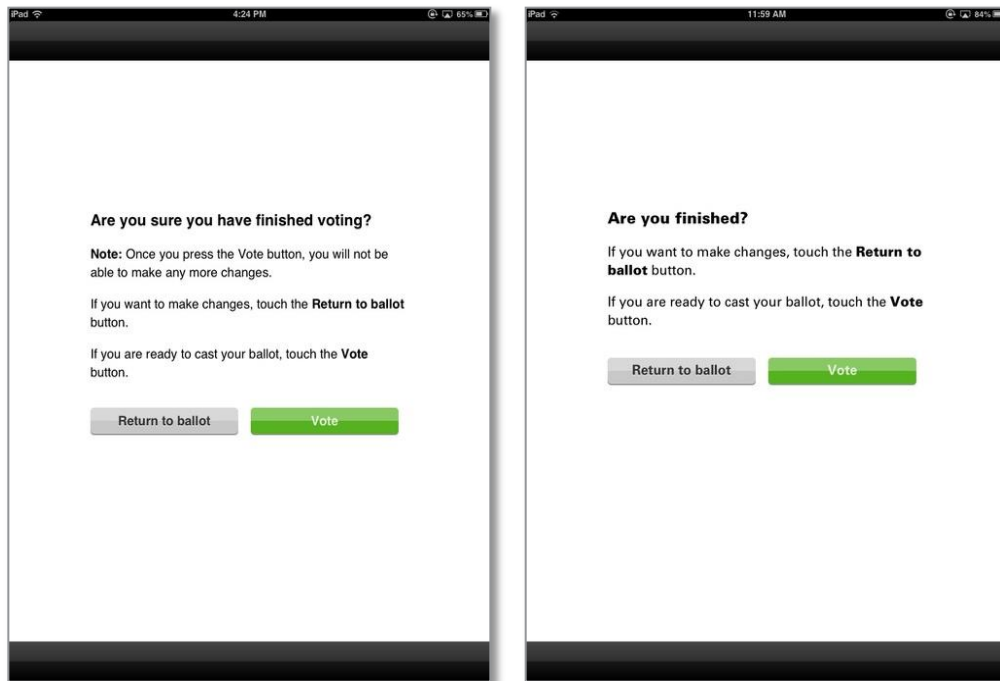 iPad 4:24 PM 65%
Are you sure you have finished voting?
Note: Once you press the Vote button, you will not be
able to make any more changes.
If you want to make changes, touch the Return to ballot
button.
If you are ready to cast your ballot, touch the Vote
button.
Return to ballot Vote
iPad 11:59 AM 84%
Are you finished?
If you want to make changes, touch the Return to
ballot button.
If you are ready to cast your ballot, touch the Vote
button.
Return to ballot Vote